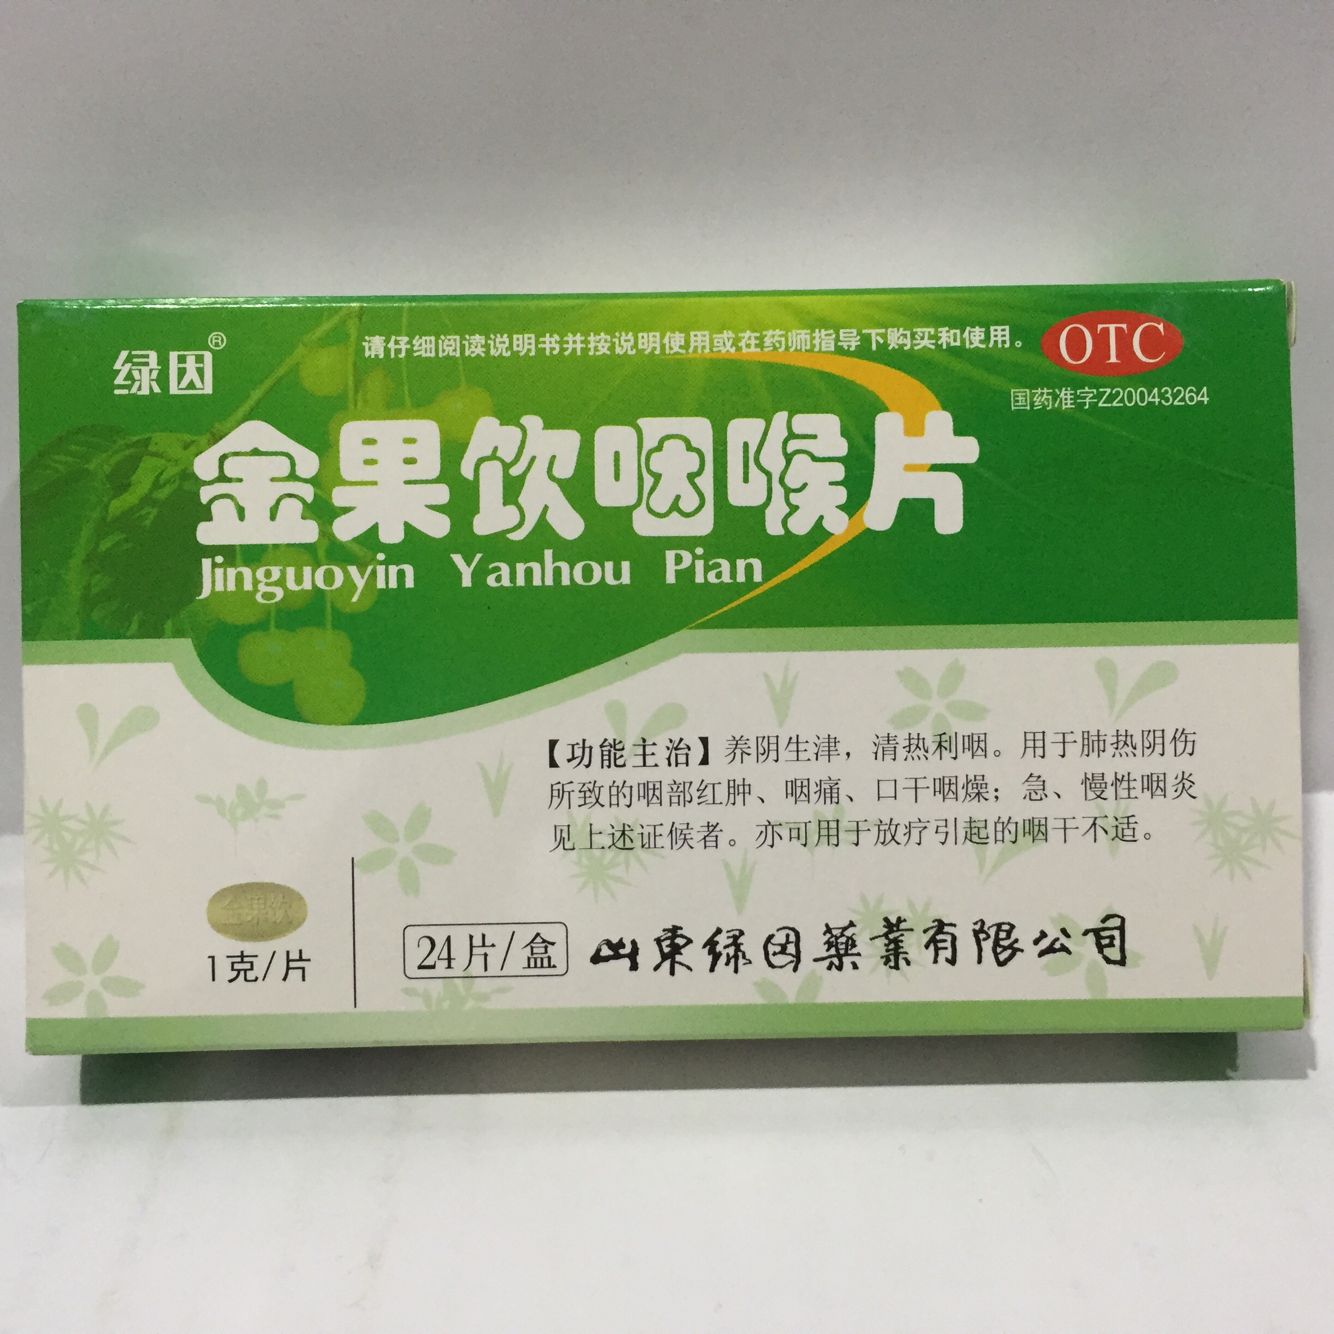 绿因®
请仔细阅读说明书并按说明使用或在药师指导下购买和使用。
OTC
国药准字Z20043264
金果饮咽喉片
Jinguoyin Yanhou Pian
【功能主治】养阴生津，清热利咽。用于肺热阴伤
所致的咽部红肿、咽痛、口干咽燥；急、慢性咽炎
见上述证候者。亦可用于放疗引起的咽干不适。
金果饮
1克/片
24片/盒
山東绿因藥業有限公司